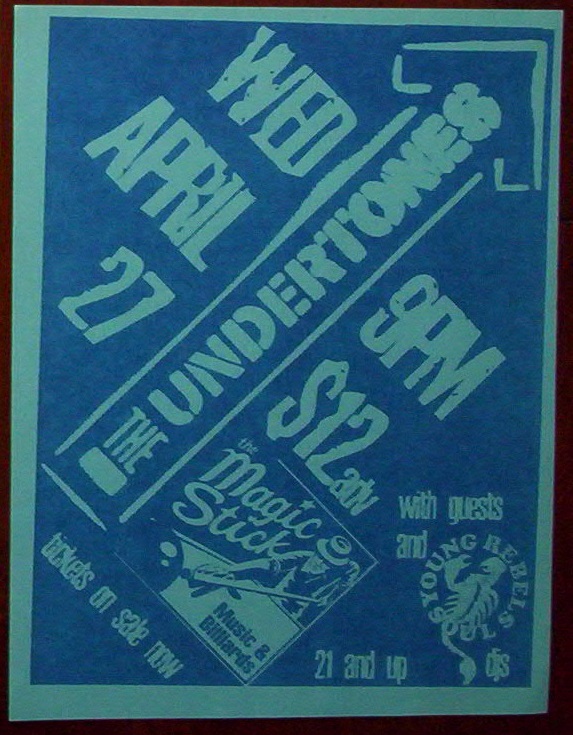 WED
APRIL
27
THE UNDERTONES
9PM
$12 adv
the
Magic
Stick
Music &
Billiards
tickets on sale now
with guests
and
YOUNG REBELS
SOUL
djs
21 and up